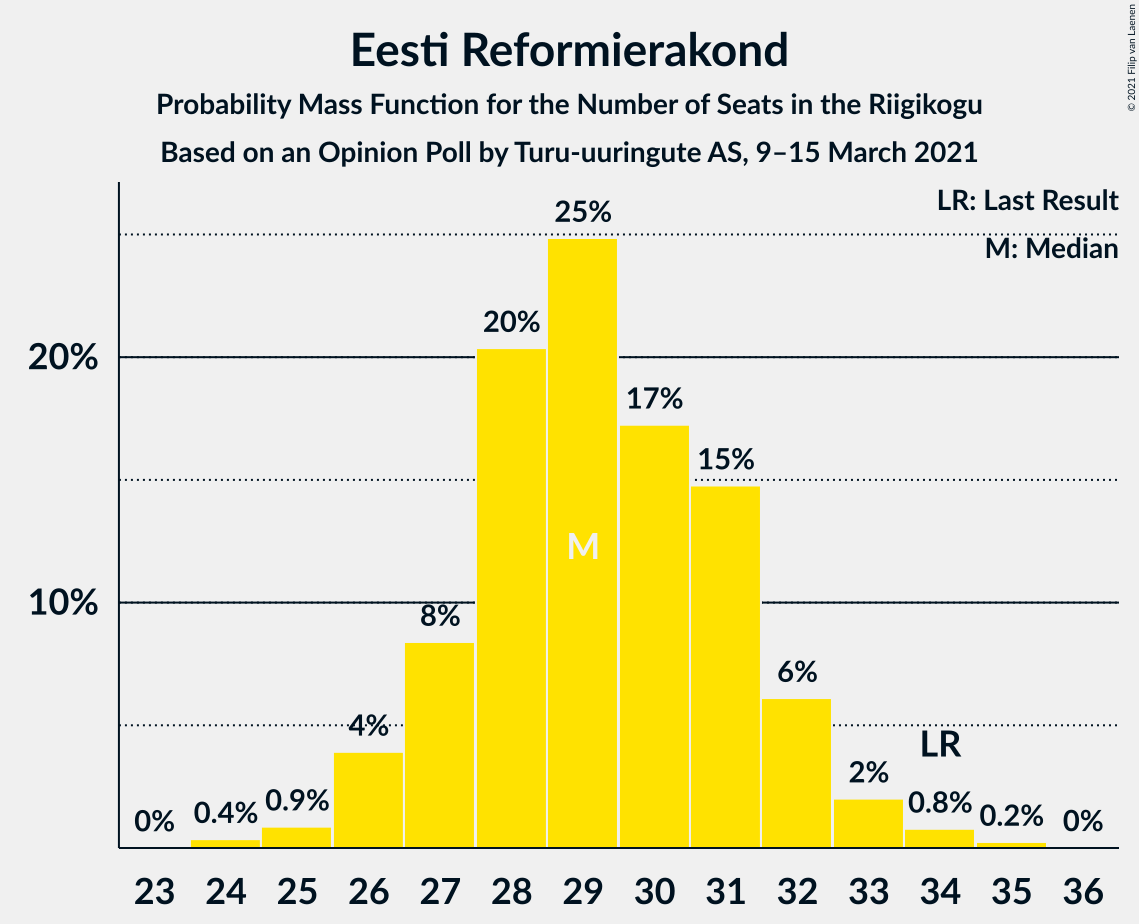 Eesti Reformierakond
Probability Mass Function for the Number of Seats in the Riigikogu
Based on an Opinion Poll by Turu-uuringute AS, 9–15 March 2021
© 2021 Filip van Laenen
LR: Last Result
M: Median
20%
10%
0%
0.4%
0.9%
4%
8%
20%
25%
17%
15%
6%
2%
0.8%
0.2%
0%
M
LR
23 24 25 26 27 28 29 30 31 32 33 34 35 36